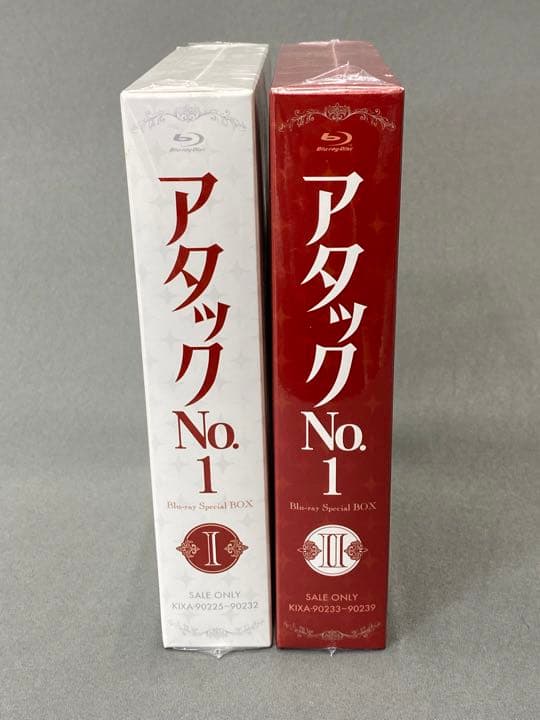 Blu-ray Disc
アタック
No.
1
Blu-ray Special BOX
I
SALE ONLY
KIXA-90225~90232
Blu-ray Disc
アタック
No.
1
Blu-ray Special BOX
II
SALE ONLY
KIXA-90233~90239